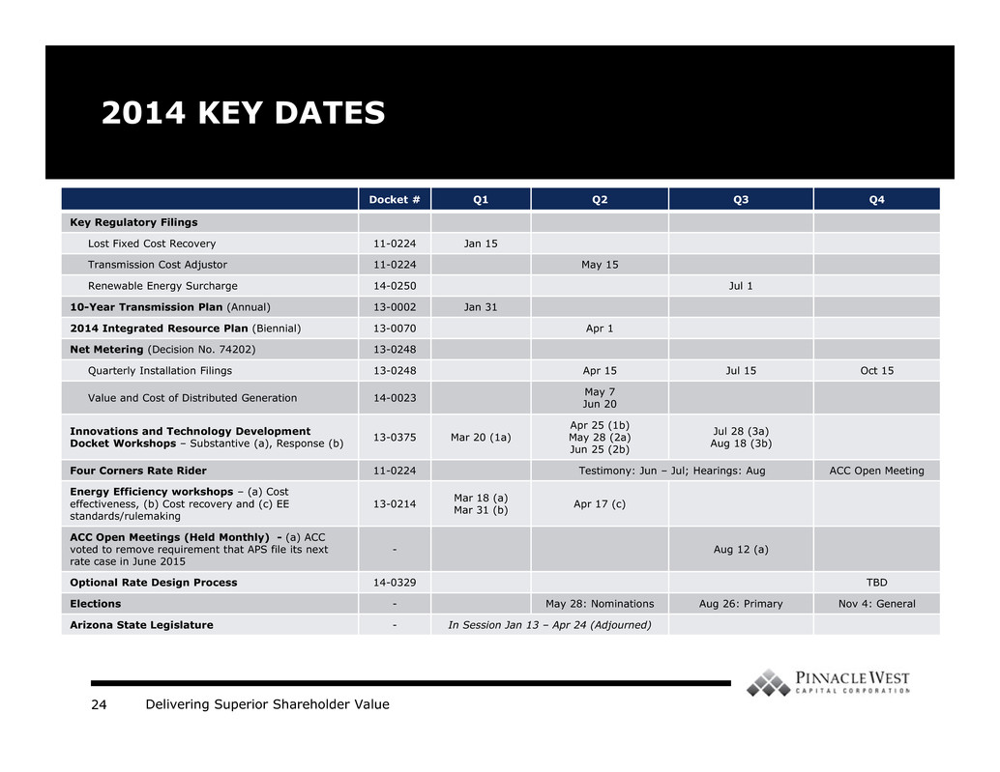 2014 KEY DATES
Docket # Q1 Q2 Q3 Q4
Key Regulatory Filings
Lost Fixed Cost Recovery 11-0224 Jan 15
Transmission Cost Adjustor 11-0224 May 15
Renewable Energy Surcharge 14-0250 Jul 1
10-Year Transmission Plan (Annual) 13-0002 Jan 31
2014 Integrated Resource Plan (Biennial) 13-0070 Apr 1
Net Metering (Decision No. 74202) 13-0248
Quarterly Installation Filings 13-0248 Apr 15 Jul 15 Oct 15
Value and Cost of Distributed Generation 14-0023
May 7
Jun 20
Innovations and Technology Development
Docket Workshops – Substantive (a), Response (b)
13-0375 Mar 20 (1a)
Apr 25 (1b)
May 28 (2a)
Jun 25 (2b)
Jul 28 (3a)
Aug 18 (3b)
Four Corners Rate Rider 11-0224 Testimony: Jun – Jul; Hearings: Aug ACC Open Meeting
Energy Efficiency workshops – (a) Cost
effectiveness, (b) Cost recovery and (c) EE
standards/rulemaking
13-0214
Mar 18 (a)
Mar 31 (b)
Apr 17 (c)
ACC Open Meetings (Held Monthly) - (a) ACC
voted to remove requirement that APS file its next
rate case in June 2015
- Aug 12 (a)
Optional Rate Design Process 14-0329 TBD
Elections - May 28: Nominations Aug 26: Primary Nov 4: General
Arizona State Legislature - In Session Jan 13 – Apr 24 (Adjourned)
PINNACLE WEST
CAPITAL CORPORATION
24 Delivering Superior Shareholder Value